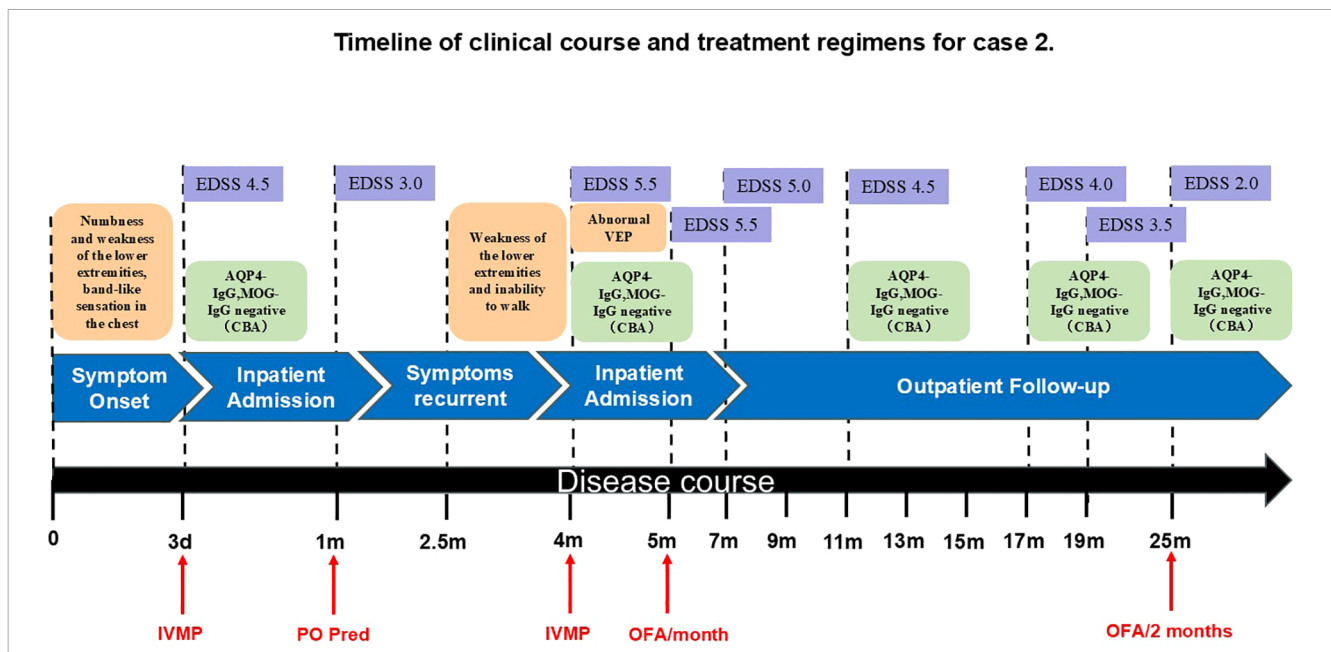 Timeline of clinical course and treatment regimens for case 2.
EDSS 4.5
EDSS 3.0
EDSS 5.5
EDSS 5.0
EDSS 4.5
EDSS 4.0
EDSS 2.0
EDSS 5.5
EDSS 3.5
Numbness
and weakness
of the lower
extremities,
band-like
sensation in
the chest
AQP4-
IgG,MOG-
IgG negative
(CBA)
Weakness of
the lower
extremities
and inability
to walk
Abnormal
VEP
AQP4-
IgG,MOG-
IgG negative
(CBA)
AQP4-
IgG,MOG-
IgG negative
(CBA)
AQP4-
IgG,MOG-
IgG negative
(CBA)
AQP4-
IgG,MOG-
IgG negative
(CBA)
Symptom
Onset
Inpatient
Admission
Symptoms
recurrent
Inpatient
Admission
Outpatient Follow-up
Disease course
0 3d 1m 2.5m 4m 5m 7m 9m 11m 13m 15m 17m 19m 25m
IVMP PO Pred IVMP OFA/month OFA/2 months